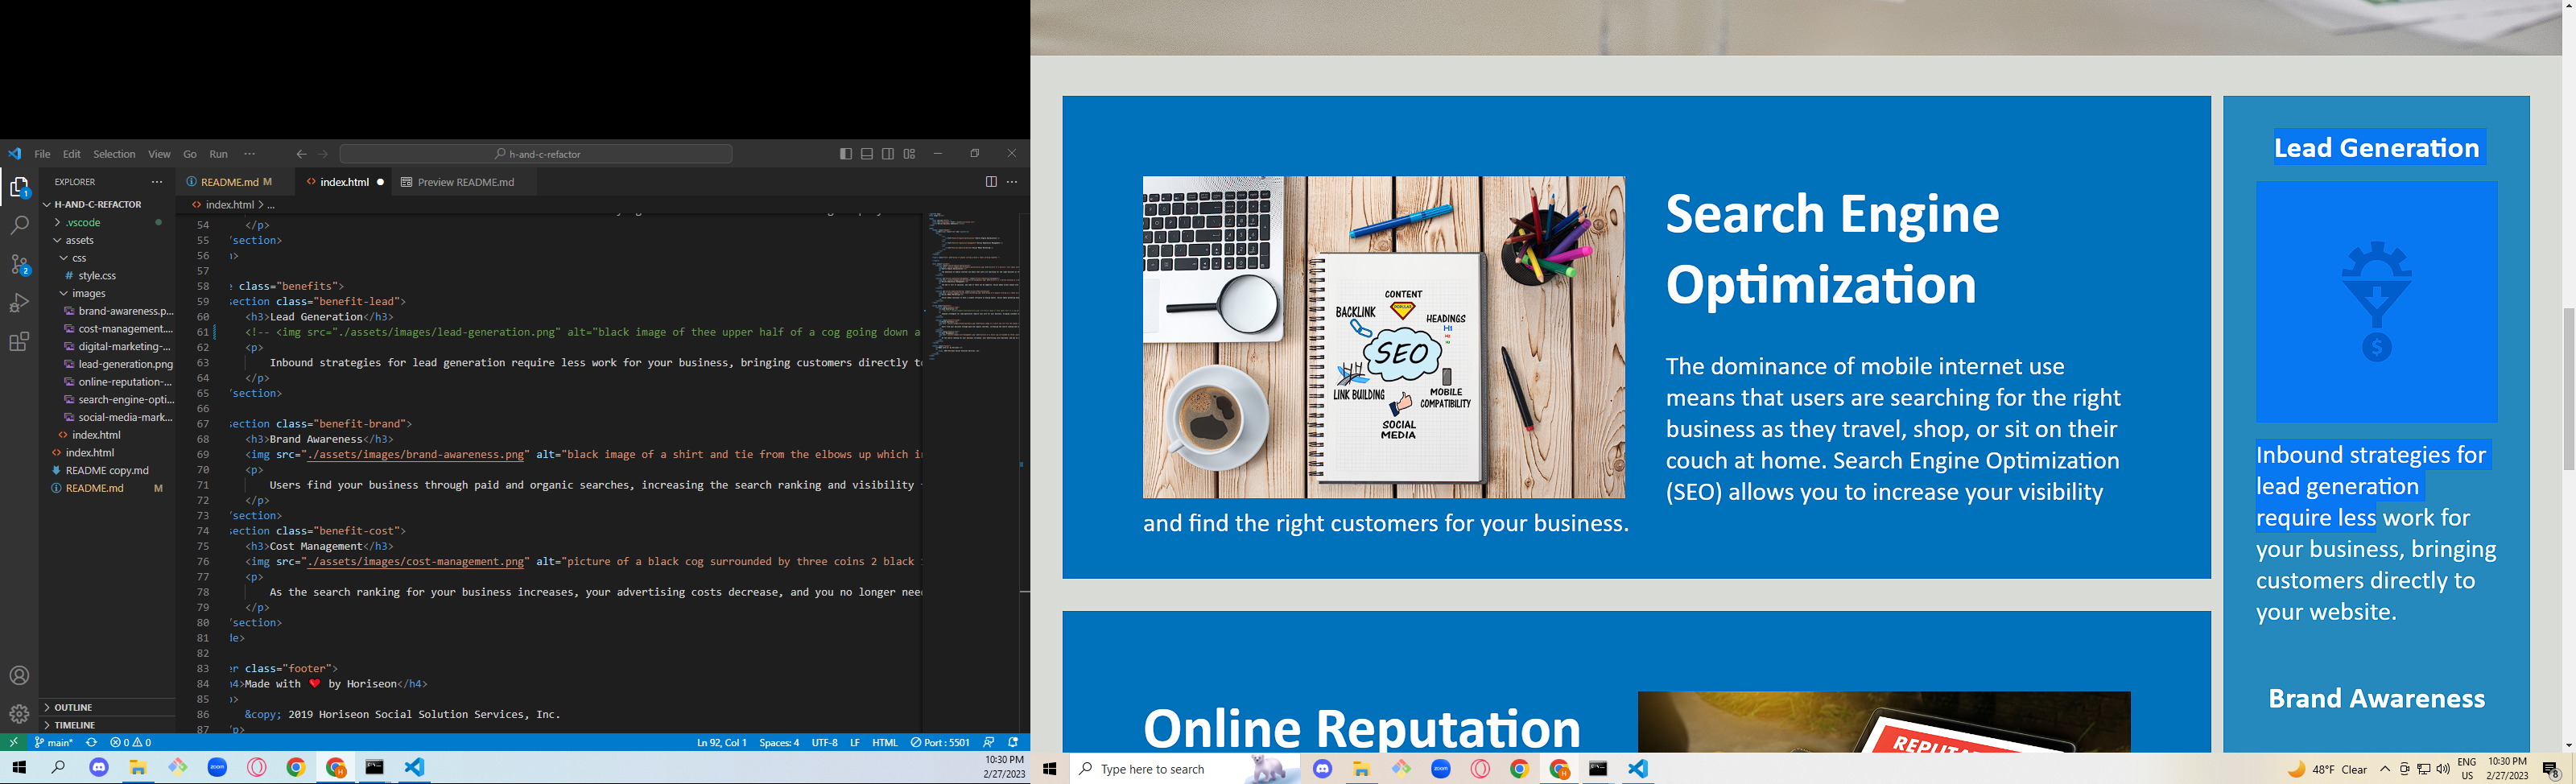 File Edit Selection View Go Run ··· h-and-c-refactor
EXPLORER ···
H-AND-C-REFACTOR
.vscode
assets
css
# style.css
images
brand-awareness.p...
cost-management....
digital-marketing-...
lead-generation.png
online-reputation-...
search-engine-opti...
social-media-mark...
index.html
index.html
README copy.md
README.md M
OUTLINE
TIMELINE
README.md M index.html Preview README.md
index.html > ...
54 </p>
55 /section>
56 >
57
58 class="benefits">
59 section class="benefit-lead">
60 <h3>Lead Generation</h3>
61 <!-- <img src="./assets/images/lead-generation.png" alt="black image of thee upper half of a cog going down a
62 <p>
63 Inbound strategies for lead generation require less work for your business, bringing customers directly to
64 </p>
65 /section>
66
67 section class="benefit-brand">
68 <h3>Brand Awareness</h3>
69 <img src="./assets/images/brand-awareness.png" alt="black image of a shirt and tie from the elbows up which i
70 <p>
71 Users find your business through paid and organic searches, increasing the search ranking and visibility
72 </p>
73 /section>
74 section class="benefit-cost">
75 <h3>Cost Management</h3>
76 <img src="./assets/images/cost-management.png" alt="picture of a black cog surrounded by three coins 2 black
77 <p>
78 As the search ranking for your business increases, your advertising costs decrease, and you no longer need
79 </p>
80 /section>
81 de>
82
83 er class="footer">
84 h4>Made with ❤️ by Horiseon</h4>
85 >
86 &copy; 2019 Horiseon Social Solution Services, Inc.
87 /p>
main* 0 0 Ln 92, Col 1 Spaces: 4 UTF-8 LF HTML Port : 5501
zoom
10:30 PM
2/27/2023
Search Engine
Optimization
The dominance of mobile internet use
means that users are searching for the right
business as they travel, shop, or sit on their
couch at home. Search Engine Optimization
(SEO) allows you to increase your visibility
and find the right customers for your business.
CONTENT
BACKLINK
HEADINGS
H1
SEO
LINK BUILDING
MOBILE
COMPATIBILITY
SOCIAL
MEDIA
Online Reputation
Lead Generation
$
Inbound strategies for
lead generation
require less work for
your business, bringing
customers directly to
your website.
Brand Awareness
Type here to search
zoom
48°F Clear
ENG
US
10:30 PM
2/27/2023
8